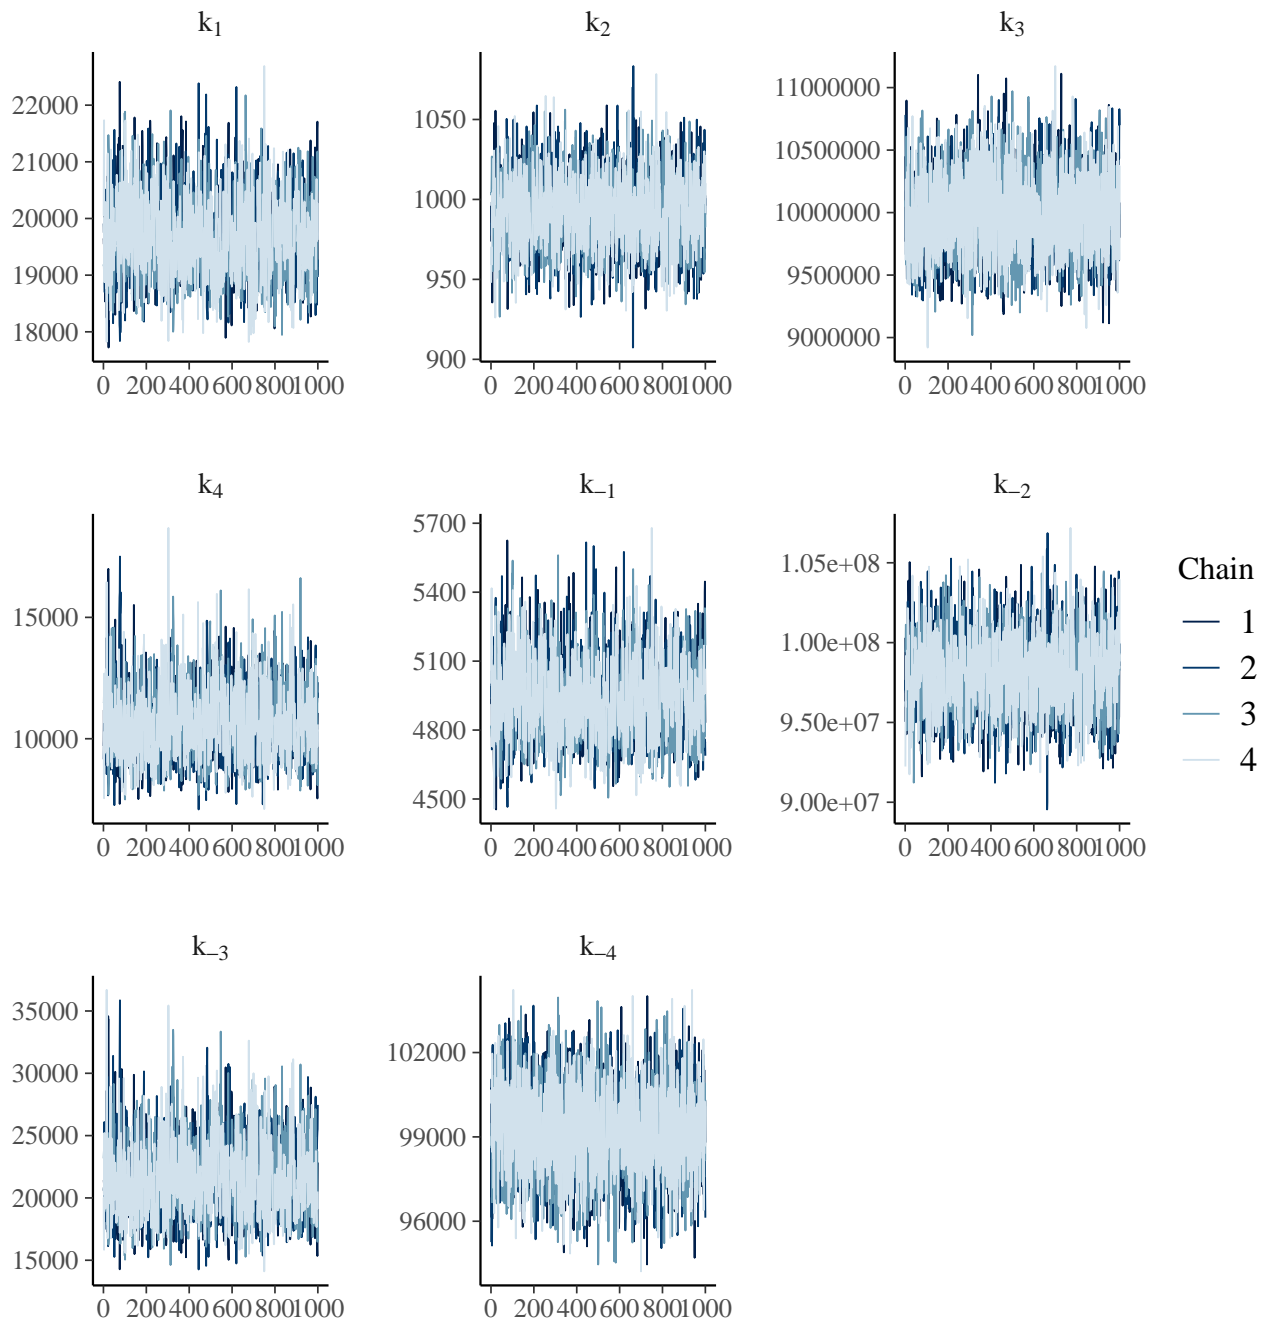 k₁
22000
21000
20000
19000
18000
0 200 400 600 800 1000
k₂
1050
1000
950
900
0 200 400 600 800 1000
k₃
11000000
10500000
10000000
9500000
9000000
0 200 400 600 800 1000
k₄
15000
10000
0 200 400 600 800 1000
k₋₁
5700
5400
5100
4800
4500
0 200 400 600 800 1000
k₋₂
1.05e+08
1.00e+08
9.50e+07
9.00e+07
0 200 400 600 800 1000
Chain
1
2
3
4
k₋₃
35000
30000
25000
20000
15000
0 200 400 600 800 1000
k₋₄
102000
99000
96000
0 200 400 600 800 1000